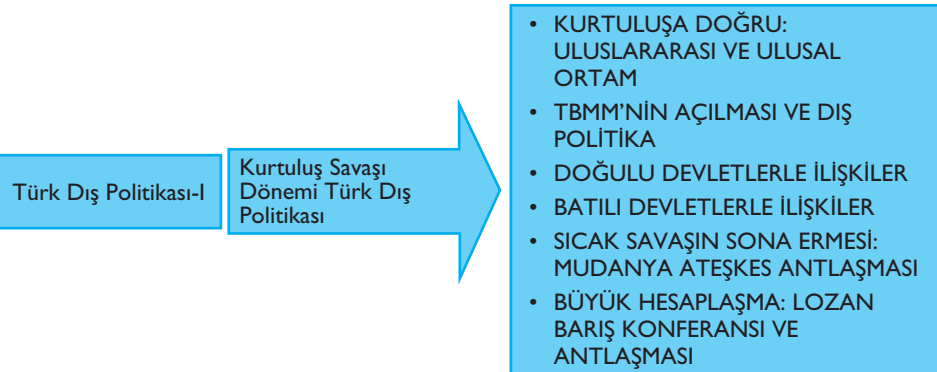 Türk Dış Politikası-I
Kurtuluş Savaşı
Dönemi Türk Dış
Politikası
• KURTULUŞA DOĞRU:
ULUSLARARASI VE ULUSAL
ORTAM
• TBMM’NİN AÇILMASI VE DIŞ
POLİTİKA
• DOĞULU DEVLETLERLE İLİŞKİLER
• BATILI DEVLETLERLE İLİŞKİLER
• SICAK SAVAŞIN SONA ERMESİ:
MUDANYA ATEŞKES ANTLAŞMASI
• BÜYÜK HESAPLAŞMA: LOZAN
BARIŞ KONFERANSI VE
ANTLAŞMASI